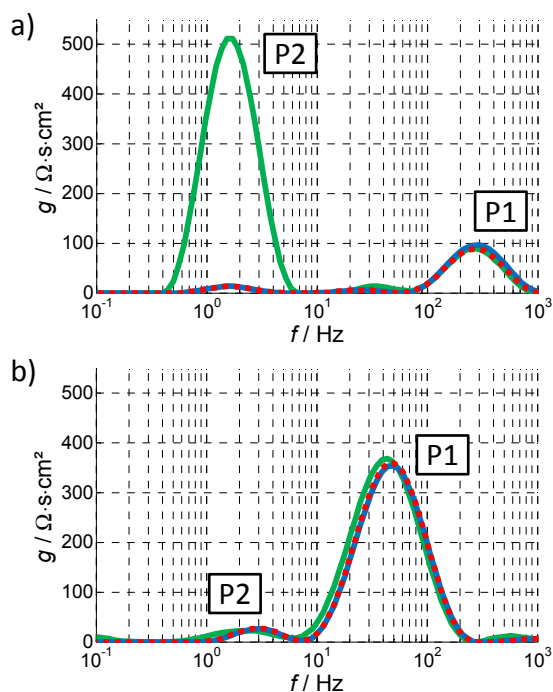 a)
500
400
300
200
100
0
g / Ω·s·cm²
P2
P1
10⁻¹ 10⁰ 10¹ 10² 10³
f / Hz
b)
500
400
300
200
100
0
g / Ω·s·cm²
P1
P2
10⁻¹ 10⁰ 10¹ 10² 10³
f / Hz